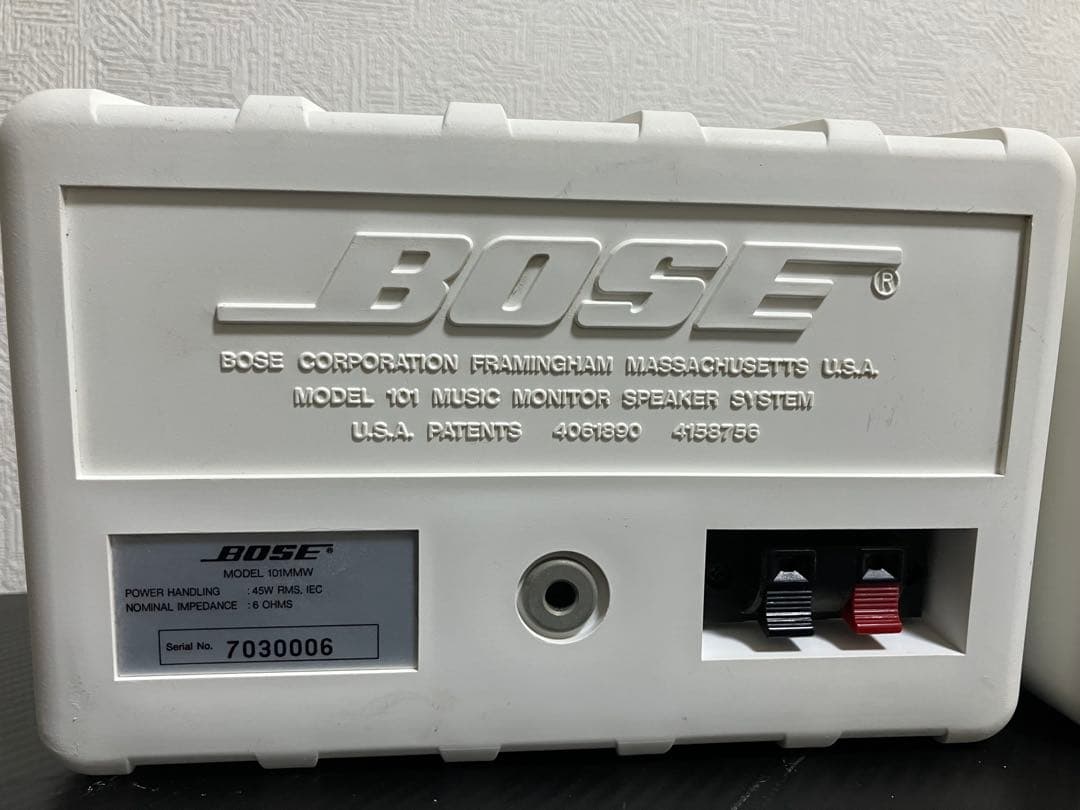 BOSE®
BOSE CORPORATION FRAMINGHAM MASSACHUSETTS U.S.A.
MODEL 101 MUSIC MONITOR SPEAKER SYSTEM
U.S.A. PATENTS 4061890 4158756
BOSE®
MODEL 101MMW
POWER HANDLING : 45W RMS, IEC
NOMINAL IMPEDANCE : 6 OHMS
Serial No. 7030006